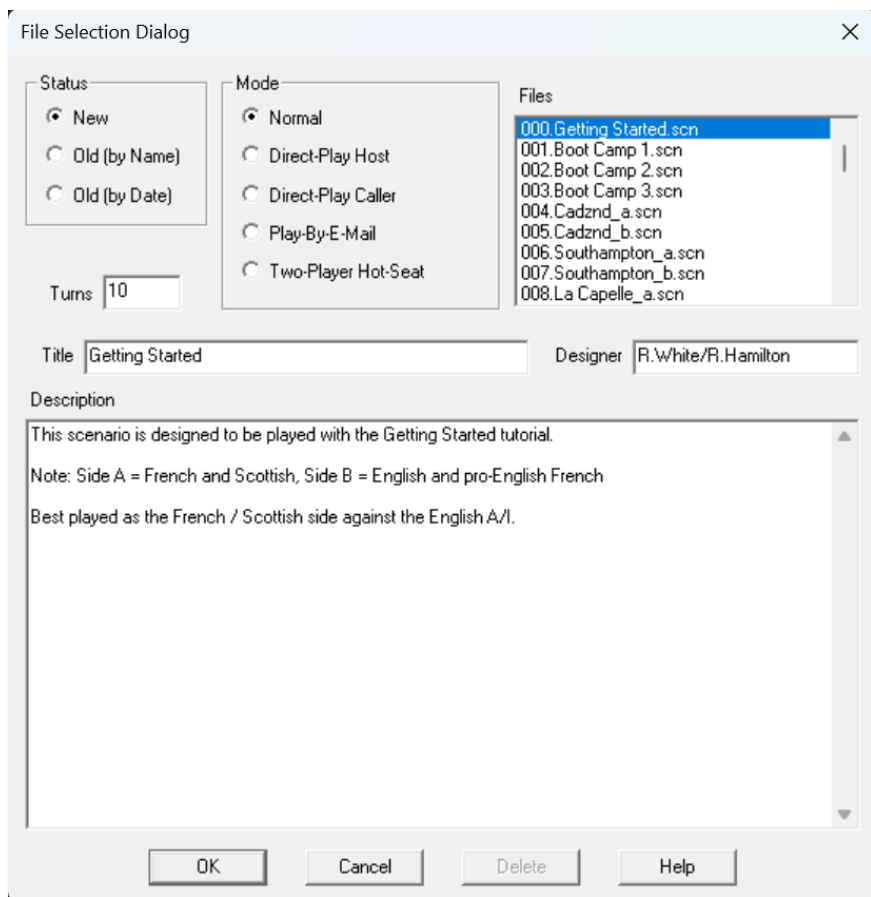 File Selection Dialog
Status
New
Old (by Name)
Old (by Date)
Turns 10
Mode
Normal
Direct-Play Host
Direct-Play Caller
Play-By-E-Mail
Two-Player Hot-Seat
Files
000.Getting Started.scn
001.Boot Camp 1.scn
002.Boot Camp 2.scn
003.Boot Camp 3.scn
004.Cadznd_a.scn
005.Cadznd_b.scn
006.Southampton_a.scn
007.Southampton_b.scn
008.La Capelle_a.scn
Title Getting Started
Designer R.White/R.Hamilton
Description
This scenario is designed to be played with the Getting Started tutorial.
Note: Side A = French and Scottish, Side B = English and pro-English French
Best played as the French / Scottish side against the English A/I.
OK Cancel Delete Help